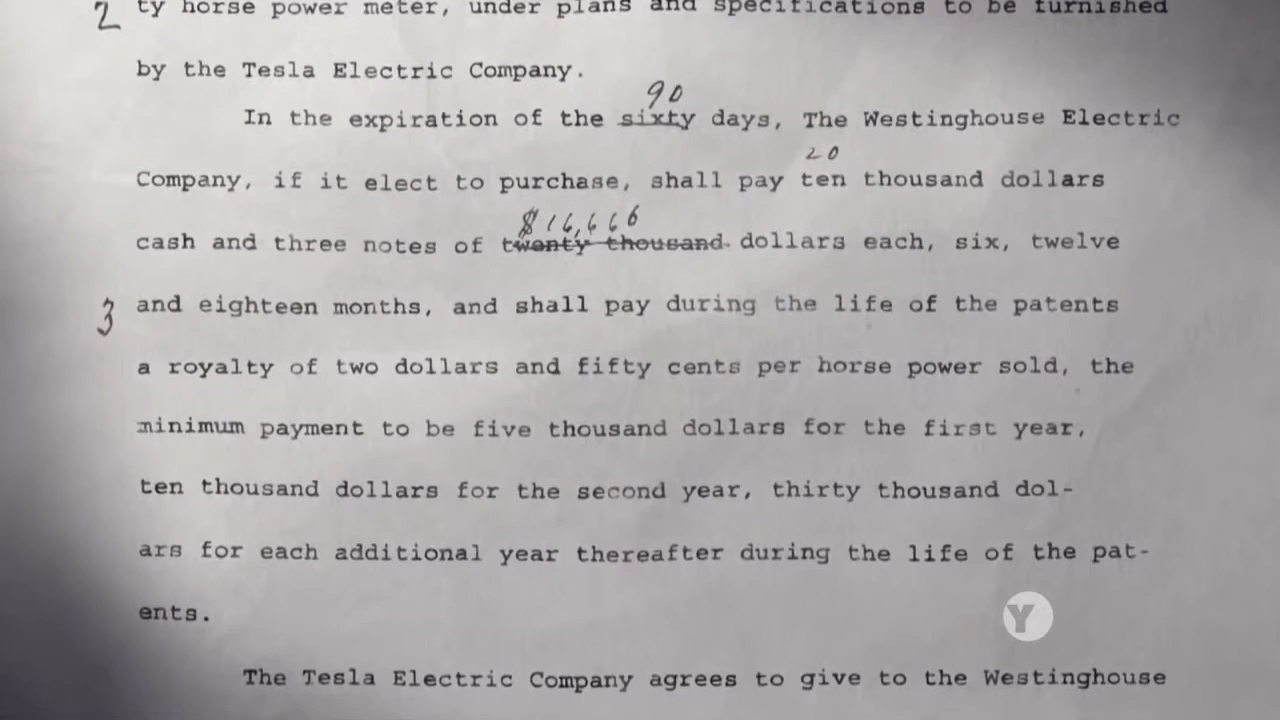 2 ty horse power meter, under plans and specifications to be furnished
by the Tesla Electric Company.
90
In the expiration of the sixty days, The Westinghouse Electric
20
Company, if it elect to purchase, shall pay ten thousand dollars
$16,666
cash and three notes of twenty thousand dollars each, six, twelve
3 and eighteen months, and shall pay during the life of the patents
a royalty of two dollars and fifty cents per horse power sold, the
minimum payment to be five thousand dollars for the first year,
ten thousand dollars for the second year, thirty thousand dol-
ars for each additional year thereafter during the life of the pat-
ents.
Y
The Tesla Electric Company agrees to give to the Westinghouse